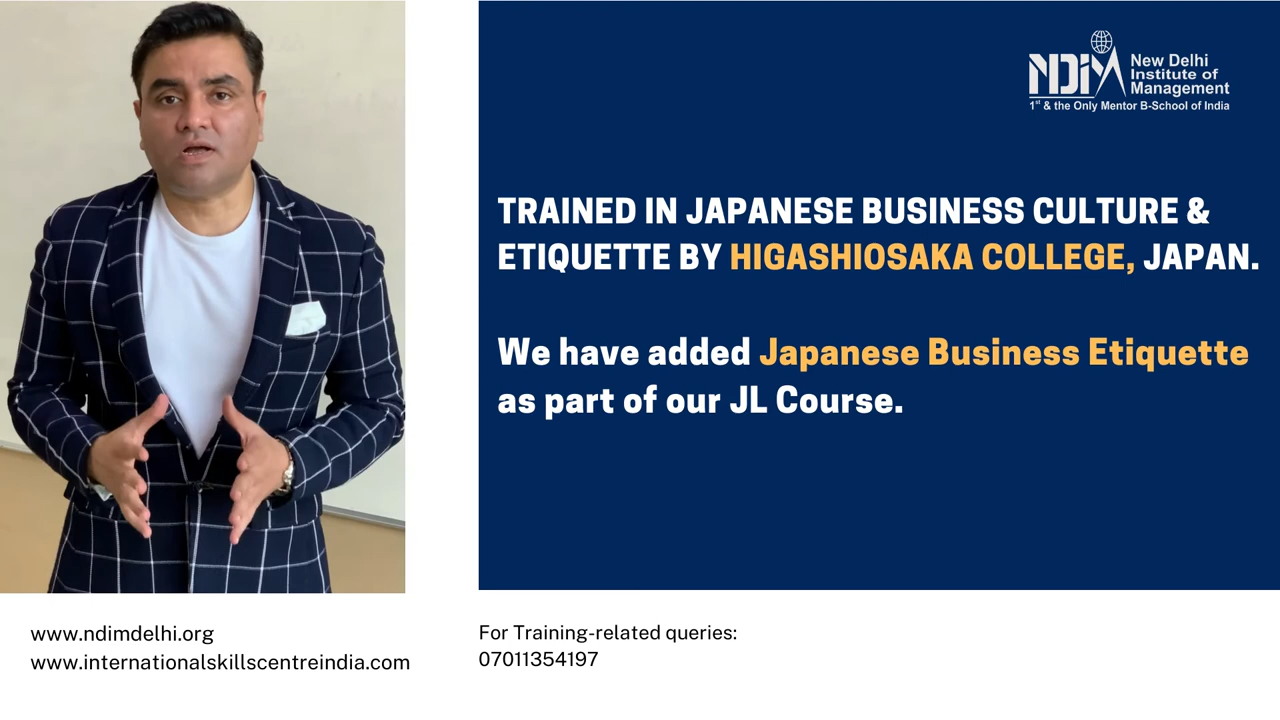 NDIM
New Delhi
Institute of
Management
1st & the Only Mentor B-School of India
TRAINED IN JAPANESE BUSINESS CULTURE &
ETIQUETTE BY HIGASHIOSAKA COLLEGE, JAPAN.
We have added Japanese Business Etiquette
as part of our JL Course.
www.ndimdelhi.org
www.internationalskillscentreindia.com
For Training-related queries:
07011354197